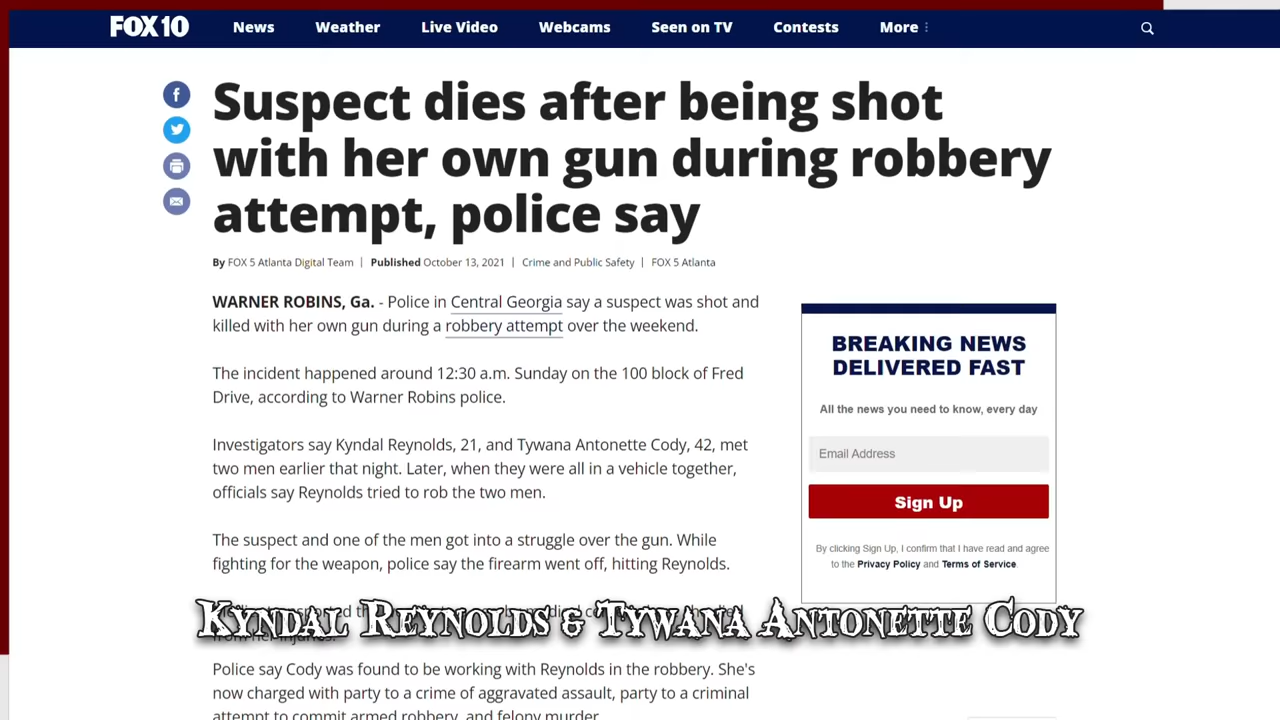 FOX 10 News Weather Live Video Webcams Seen on TV Contests More
Suspect dies after being shot
with her own gun during robbery
attempt, police say
By FOX 5 Atlanta Digital Team | Published October 13, 2021 | Crime and Public Safety | FOX 5 Atlanta
WARNER ROBINS, Ga. - Police in Central Georgia say a suspect was shot and
killed with her own gun during a robbery attempt over the weekend.
The incident happened around 12:30 a.m. Sunday on the 100 block of Fred
Drive, according to Warner Robins police.
Investigators say Kyndal Reynolds, 21, and Tywana Antonette Cody, 42, met
two men earlier that night. Later, when they were all in a vehicle together,
officials say Reynolds tried to rob the two men.
The suspect and one of the men got into a struggle over the gun. While
fighting for the weapon, police say the firearm went off, hitting Reynolds.
Kyndal Reynolds & Tywana Antonette Cody
from her injuries.
Police say Cody was found to be working with Reynolds in the robbery. She's
now charged with party to a crime of aggravated assault, party to a criminal
attempt to commit armed robbery, and felony murder.
BREAKING NEWS
DELIVERED FAST
All the news you need to know, every day
Email Address
Sign Up
By clicking Sign Up, I confirm that I have read and agree
to the Privacy Policy and Terms of Service.